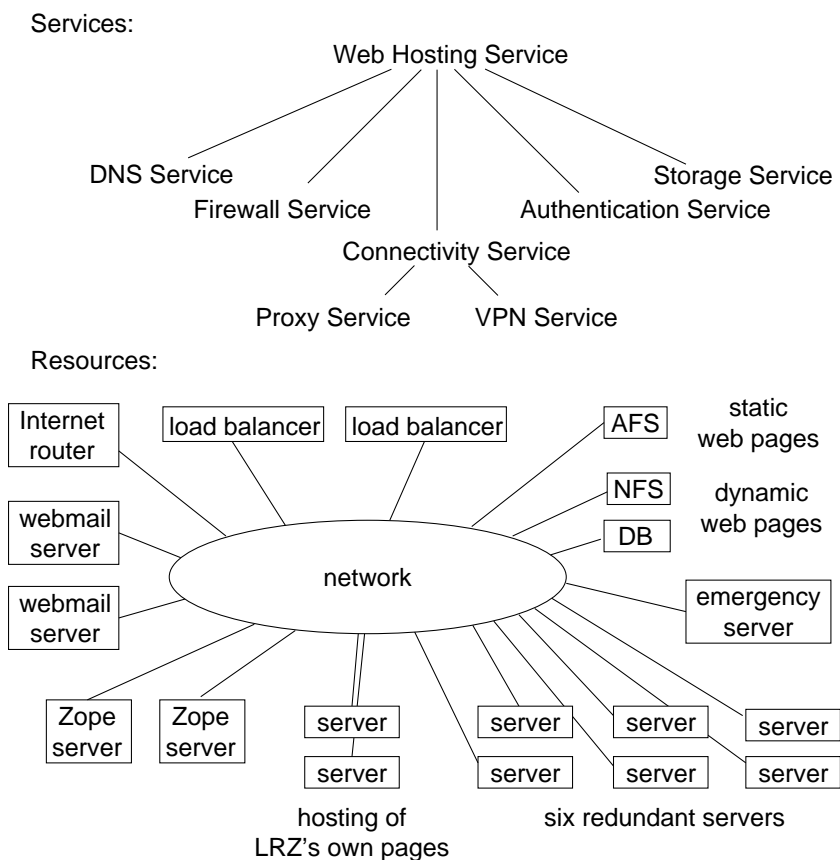 Services:
Web Hosting Service
DNS Service
Storage Service
Firewall Service
Authentication Service
Connectivity Service
Proxy Service
VPN Service
Resources:
Internet
router
load balancer
load balancer
AFS
static
web pages
NFS
DB
dynamic
web pages
webmail
server
network
webmail
server
emergency
server
Zope
server
Zope
server
server
server
server
server
server
server
server
server
hosting of
LRZ's own pages
six redundant servers